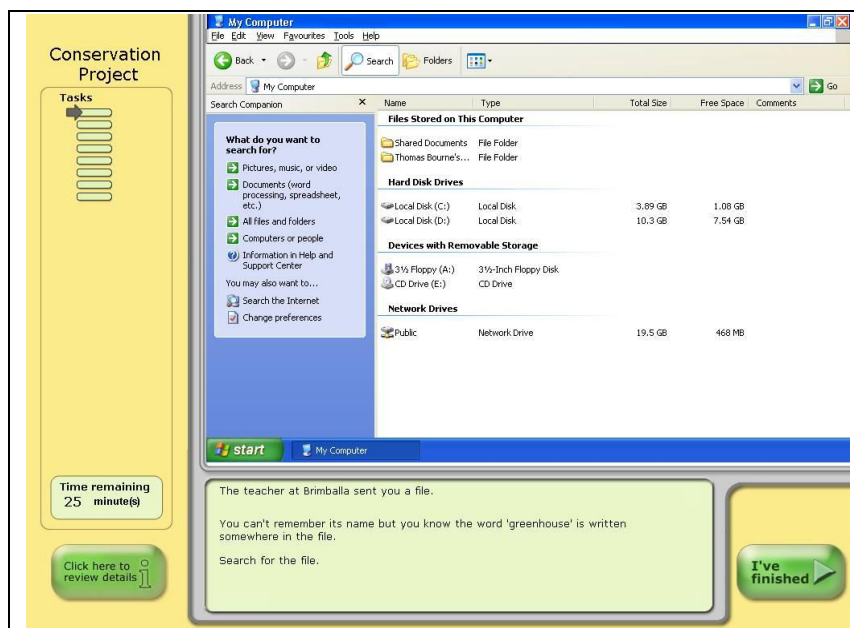 Conservation
Project
Tasks
Time remaining
25 minute(s)
Click here to
review details
My Computer
File Edit View Favourites Tools Help
Back Search Folders
Address My Computer Go
Search Companion
What do you want to
search for?
Pictures, music, or video
Documents (word
processing, spreadsheet,
etc.)
All files and folders
Computers or people
Information in Help and
Support Center
You may also want to...
Search the Internet
Change preferences
Name Type Total Size Free Space Comments
Files Stored on This Computer
Shared Documents File Folder
Thomas Bourne's... File Folder
Hard Disk Drives
Local Disk (C:) Local Disk 3.89 GB 1.08 GB
Local Disk (D:) Local Disk 10.3 GB 7.54 GB
Devices with Removable Storage
3½ Floppy (A:) 3½-Inch Floppy Disk
CD Drive (E:) CD Drive
Network Drives
Public Network Drive 19.5 GB 468 MB
start My Computer
The teacher at Brimballa sent you a file.
You can't remember its name but you know the word 'greenhouse' is written
somewhere in the file.
Search for the file.
I've
finished